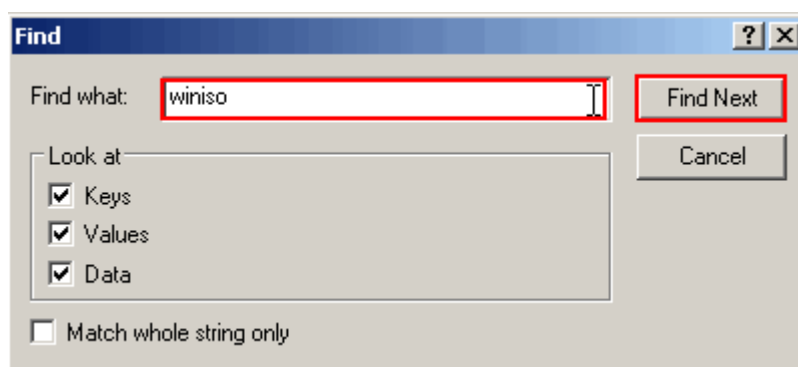 Find
Find what: winiso Find Next
Look at Cancel
Keys
Values
Data
Match whole string only